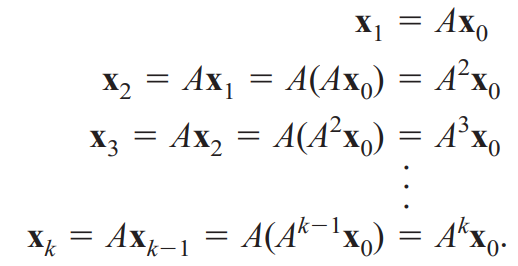 x₁ = Ax₀
x₂ = Ax₁ = A(Ax₀) = A²x₀
x₃ = Ax₂ = A(A²x₀) = A³x₀
⋮
xₖ = Axₖ₋₁ = A(Aᵏ⁻¹x₀) = Aᵏx₀.